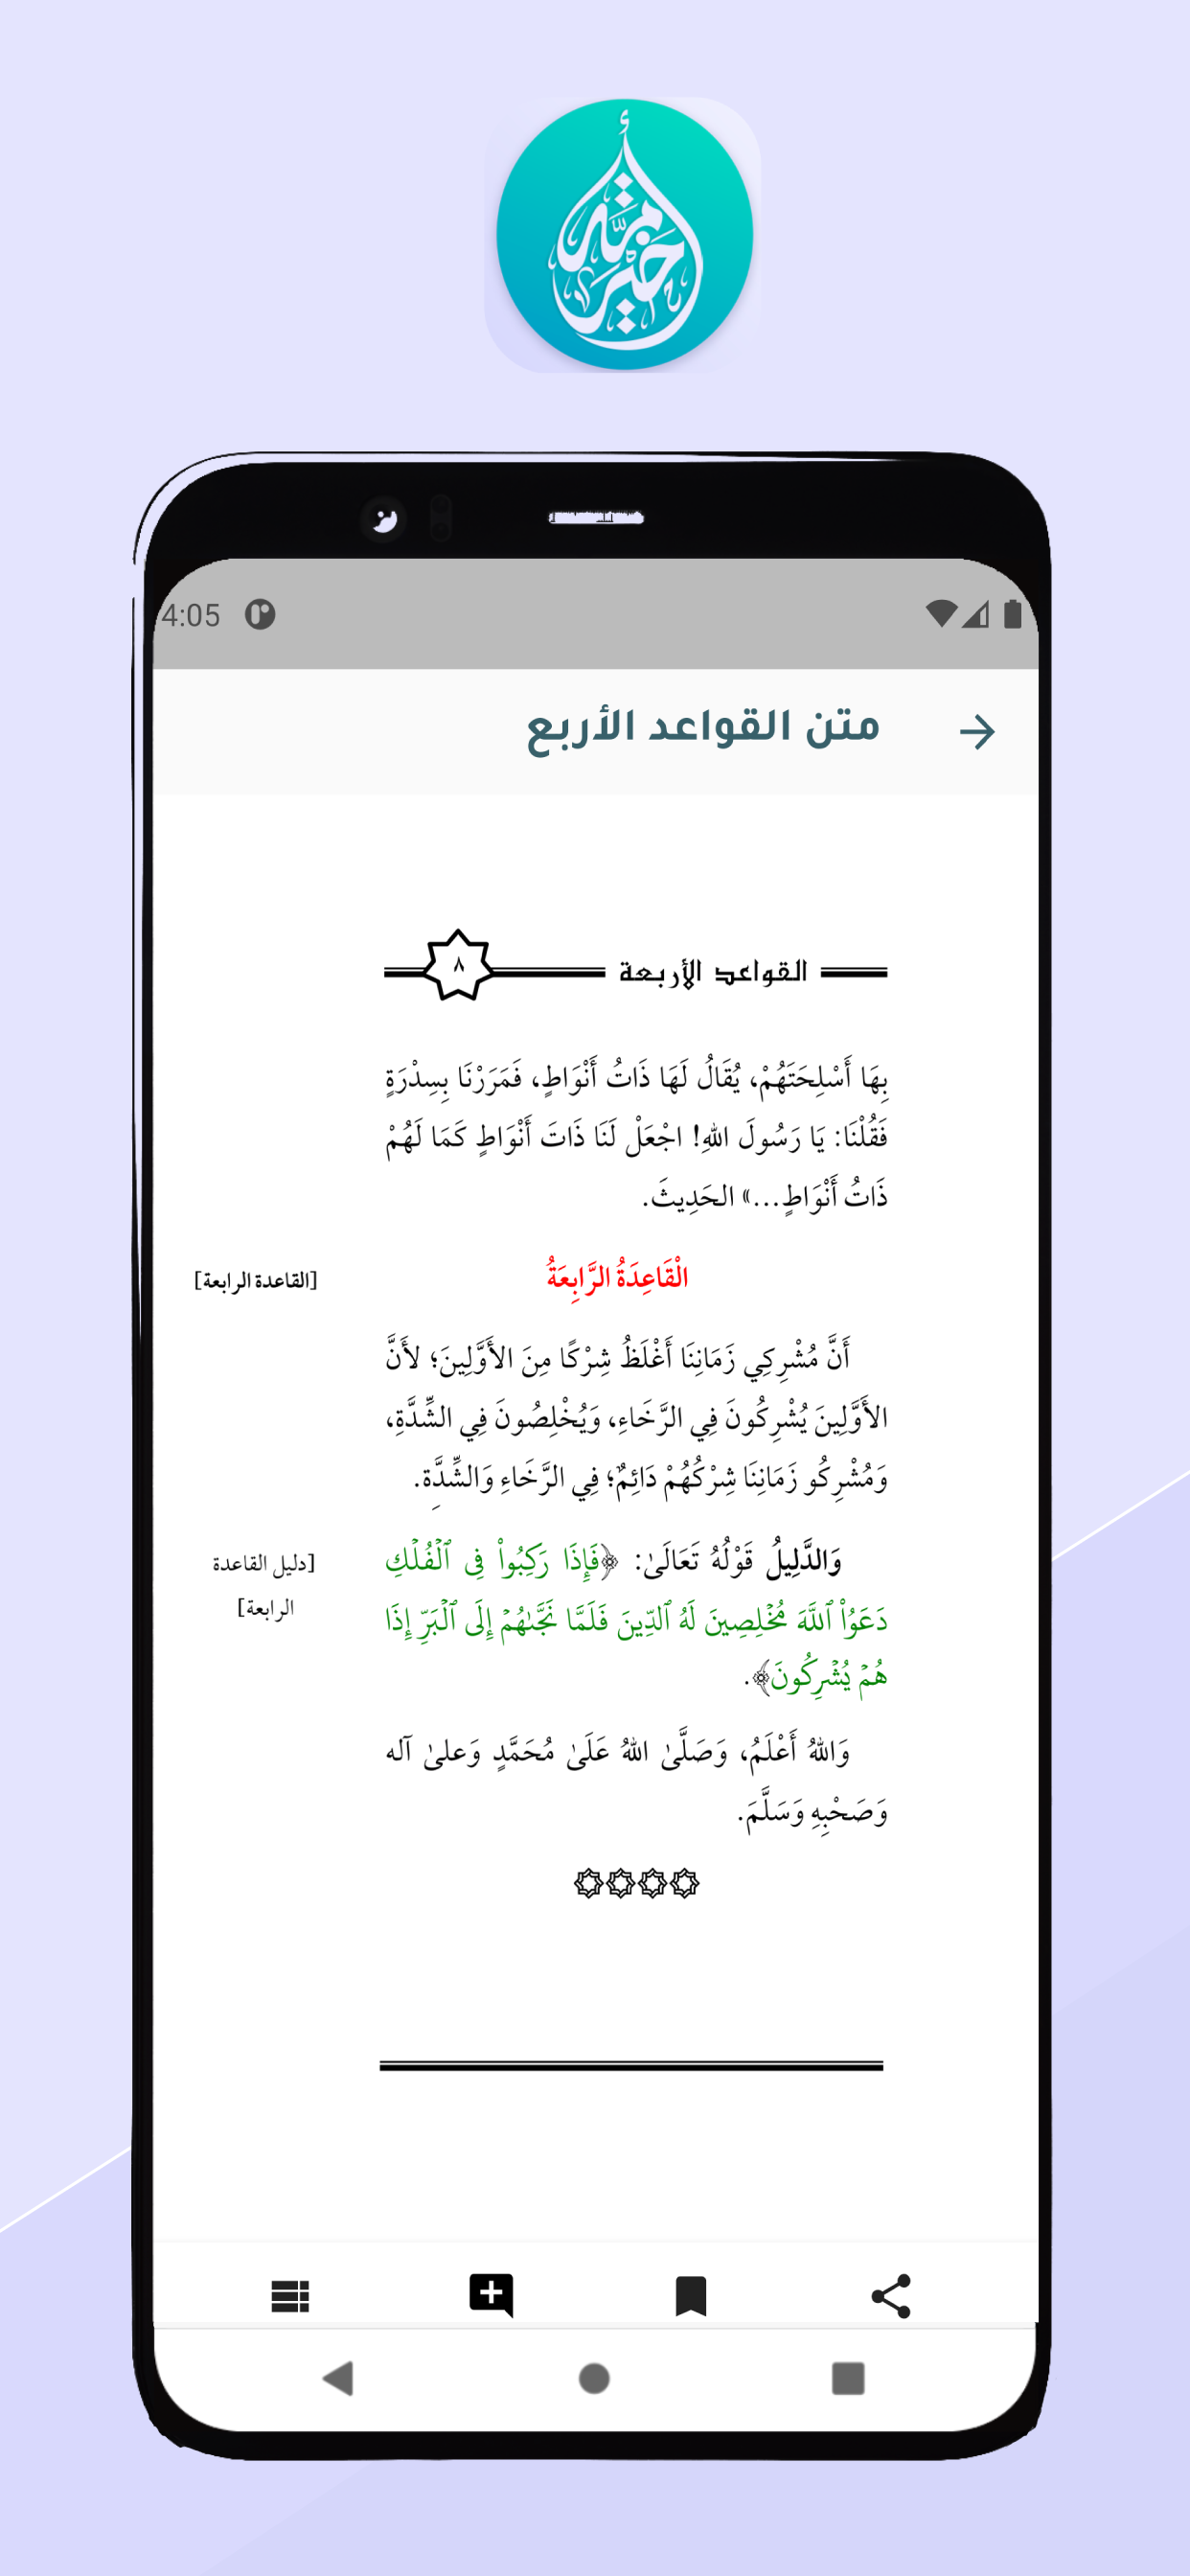 خير أمة
4:05
متن القواعد الأربع
القواعد الأربعة ٨
بِهَا أَسْلِحَتَهُمْ، يُقَالُ لَهَا ذَاتُ أَنْوَاطٍ، فَمَرَرْنَا بِسِدْرَةٍ
فَقُلْنَا: يَا رَسُولَ اللهِ! اجْعَلْ لَنَا ذَاتَ أَنْوَاطٍ كَمَا لَهُمْ
ذَاتُ أَنْوَاطٍ...» الحَدِيثَ.
الْقَاعِدَةُ الرَّابِعَةُ
[القاعدة الرابعة]
أَنَّ مُشْرِكِي زَمَانِنَا أَغْلَظُ شِرْكًا مِنَ الأَوَّلِينَ؛ لأَنَّ
الأَوَّلِينَ يُشْرِكُونَ فِي الرَّخَاءِ، وَيُخْلِصُونَ فِي الشِّدَّةِ،
وَمُشْرِكُو زَمَانِنَا شِرْكُهُمْ دَائِمٌ؛ فِي الرَّخَاءِ وَالشِّدَّةِ.
وَالدَّلِيلُ قَوْلُهُ تَعَالَىٰ: ﴿فَإِذَا رَكِبُواْ فِى ٱلْفُلْكِ
[دليل القاعدة
الرابعة]
دَعَوُاْ ٱللَّهَ مُخْلِصِينَ لَهُ ٱلدِّينَ فَلَمَّا نَجَّىٰهُمْ إِلَى ٱلْبَرِّ إِذَا
هُمْ يُشْرِكُونَ﴾.
وَاللهُ أَعْلَمُ، وَصَلَّىٰ اللهُ عَلَىٰ مُحَمَّدٍ وَعلىٰ آله
وَصَحْبِهِ وَسَلَّمَ.